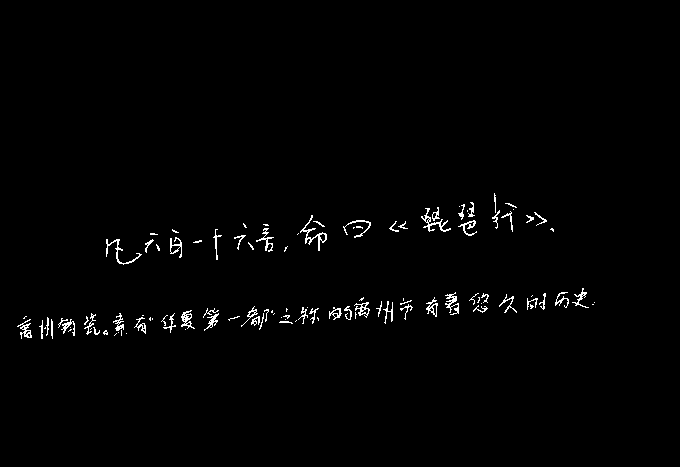 凡六百一十六言,命曰《琵琶行》.
禹州钧瓷。素有“华夏第一都”之称的禹州市有着悠久的历史.